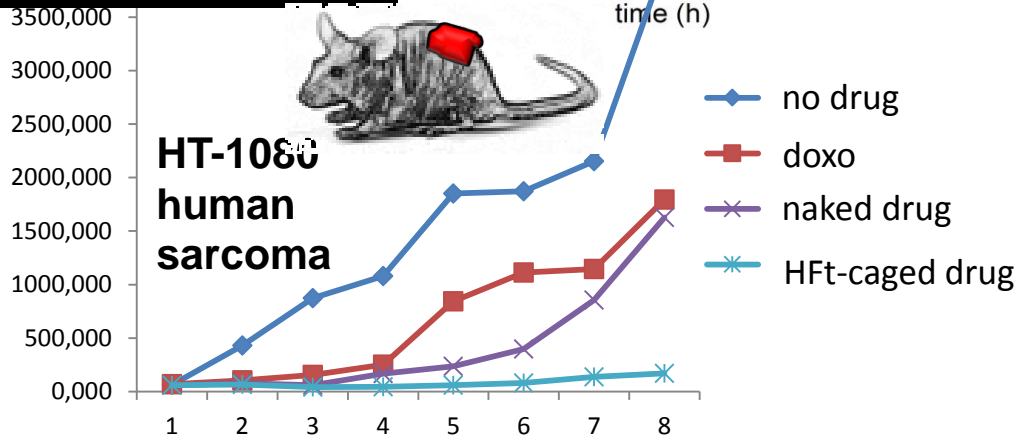 3500,000
time (h)
3000,000
2500,000
2000,000
1500,000
1000,000
500,000
0,000
HT-1080
human
sarcoma
no drug
doxo
naked drug
HFt-caged drug
1 2 3 4 5 6 7 8